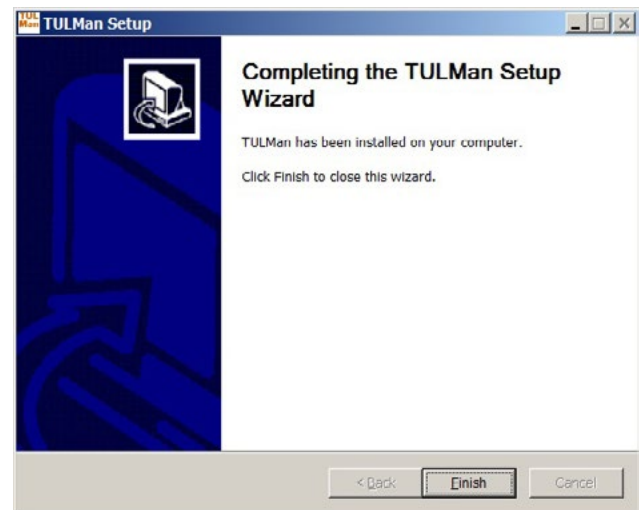 TUL
Man
TULMan Setup
Completing the TULMan Setup
Wizard
TULMan has been installed on your computer.
Click Finish to close this wizard.
< Back
Finish
Cancel